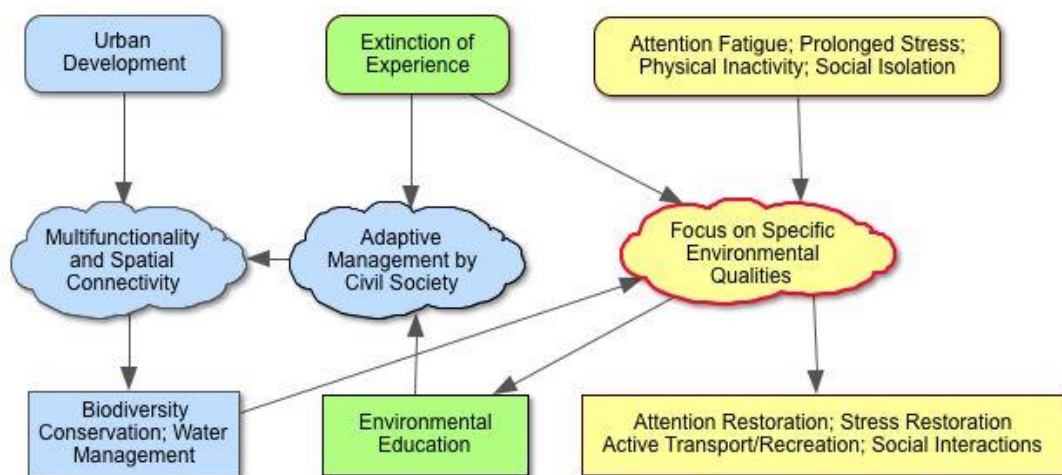 Urban
Development
Extinction of
Experience
Attention Fatigue; Prolonged Stress;
Physical Inactivity; Social Isolation
Multifunctionality
and Spatial
Connectivity
Adaptive
Management by
Civil Society
Focus on Specific
Environmental
Qualities
Biodiversity
Conservation; Water
Management
Environmental
Education
Attention Restoration; Stress Restoration
Active Transport/Recreation; Social Interactions